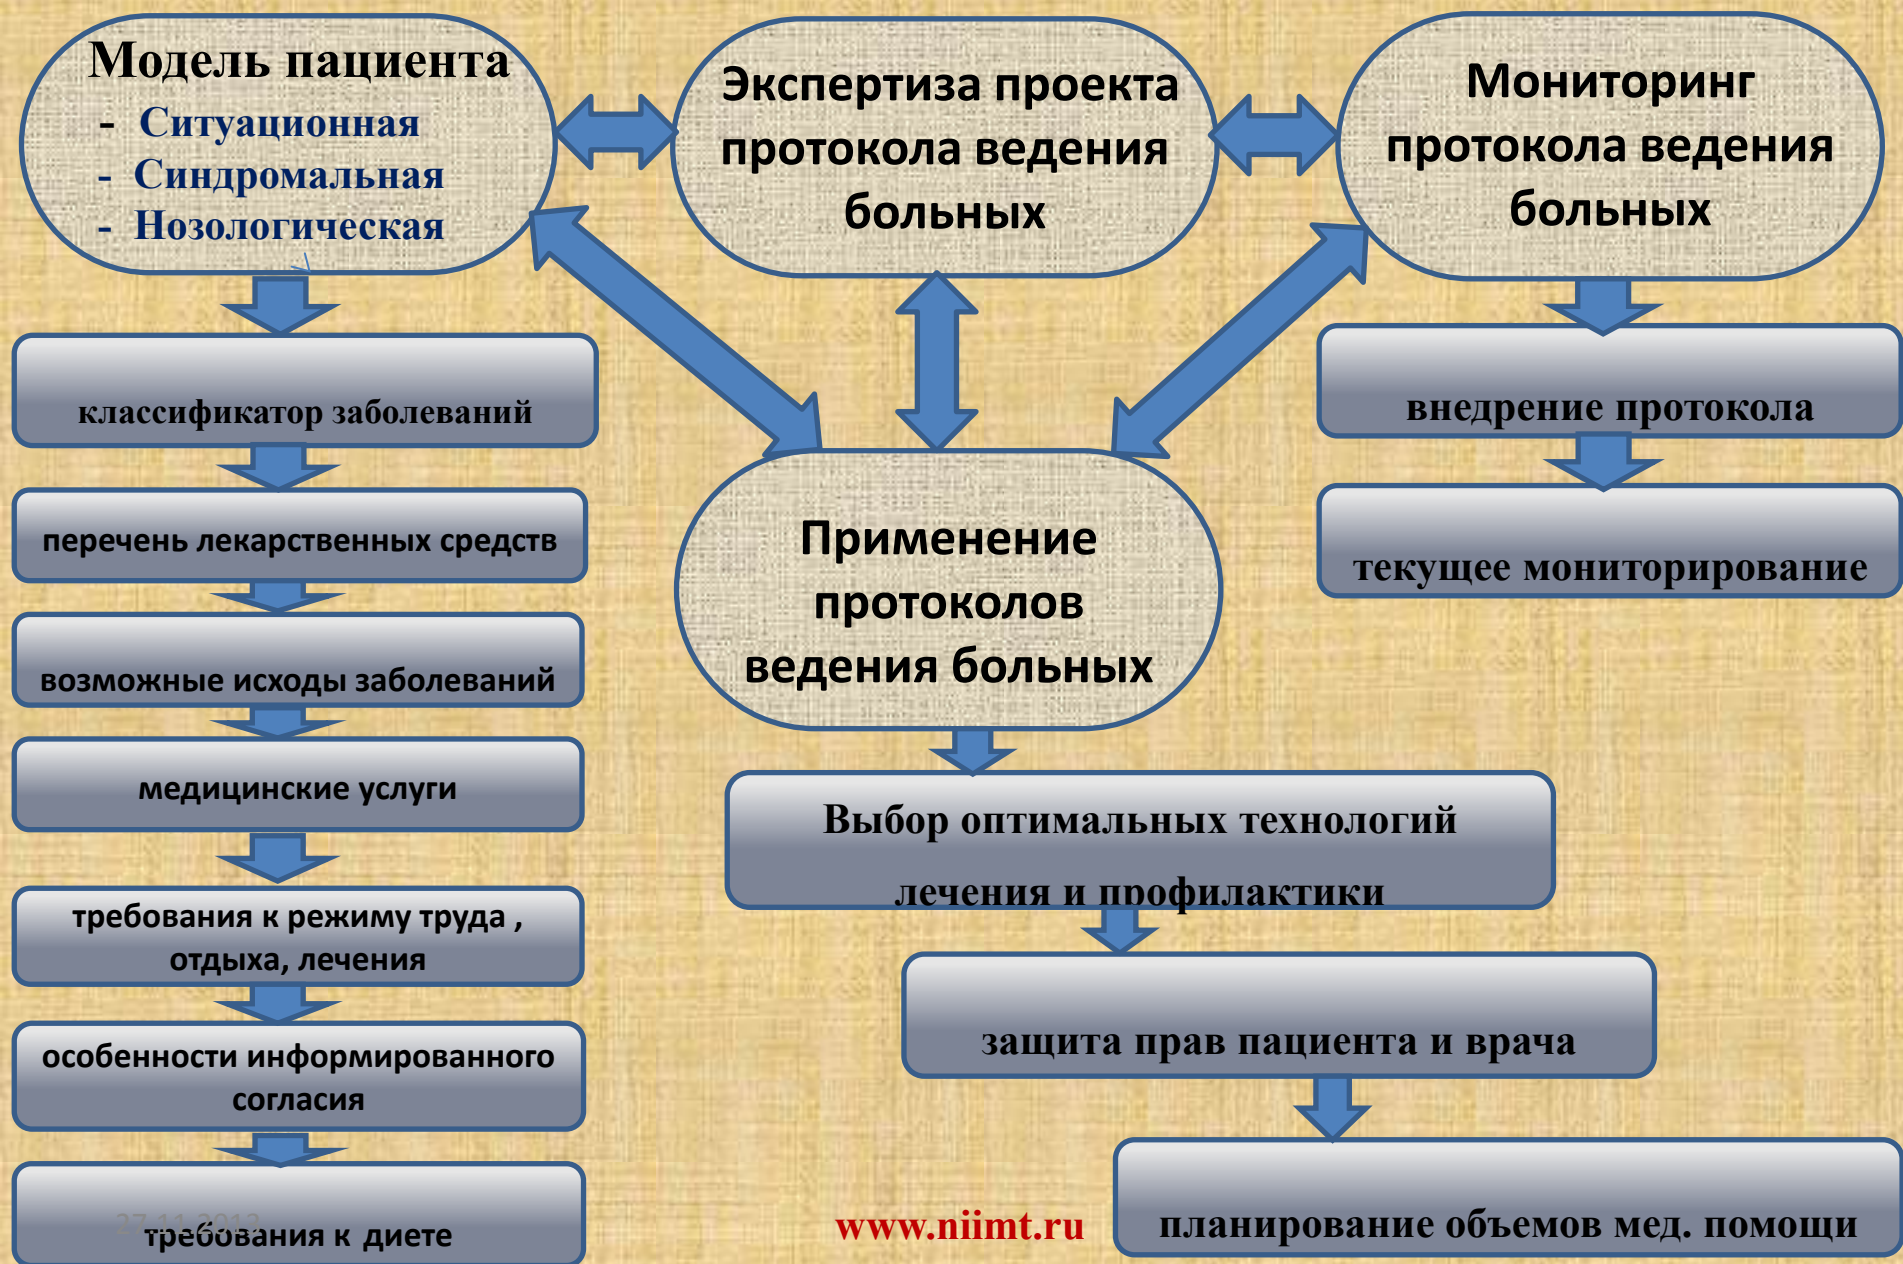 Модель пациента
- Ситуационная
- Синдромальная
- Нозологическая
Экспертиза проекта
протокола ведения
больных
Мониторинг
протокола ведения
больных
классификатор заболеваний
перечень лекарственных средств
возможные исходы заболеваний
медицинские услуги
требования к режиму труда ,
отдыха, лечения
особенности информированного
согласия
требования к диете
27.11.2012
Применение
протоколов
ведения больных
Выбор оптимальных технологий
лечения и профилактики
защита прав пациента и врача
планирование объемов мед. помощи
внедрение протокола
текущее мониторирование
www.niimt.ru